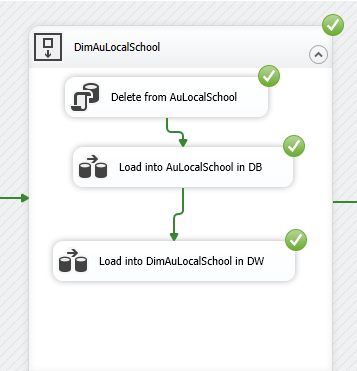 DimAuLocalSchool
Delete from AuLocalSchool
Load into AuLocalSchool in DB
Load into DimAuLocalSchool in DW